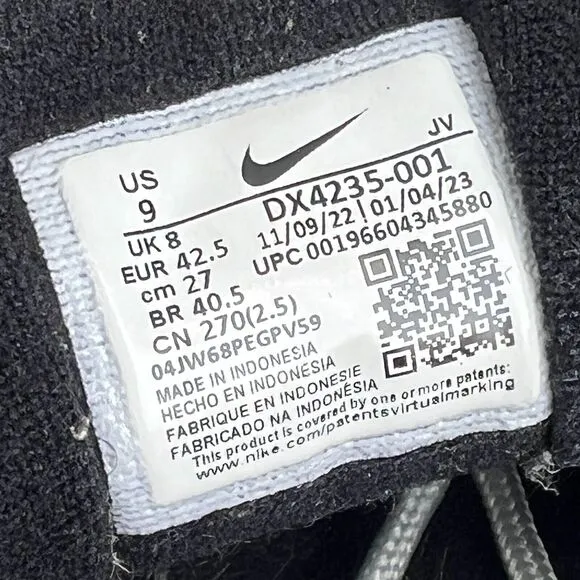 JV
US
9
DX4235-001
UK 8
11/09/22 | 01/04/23
EUR 42.5
UPC 00196604345880
cm 27
BR 40.5
CN 270(2.5)
04JW68PEGPV59
MADE IN INDONESIA
HECHO EN INDONESIA
FABRIQUE EN INDONESIE
FABRICADO NA INDONÉSIA
This product is covered by one or more patents:
www.nike.com/patentsvirtualmarking